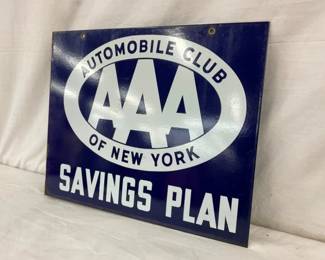 AUTOMOBILE CLUB
AAA
OF NEW YORK
SAVINGS PLAN